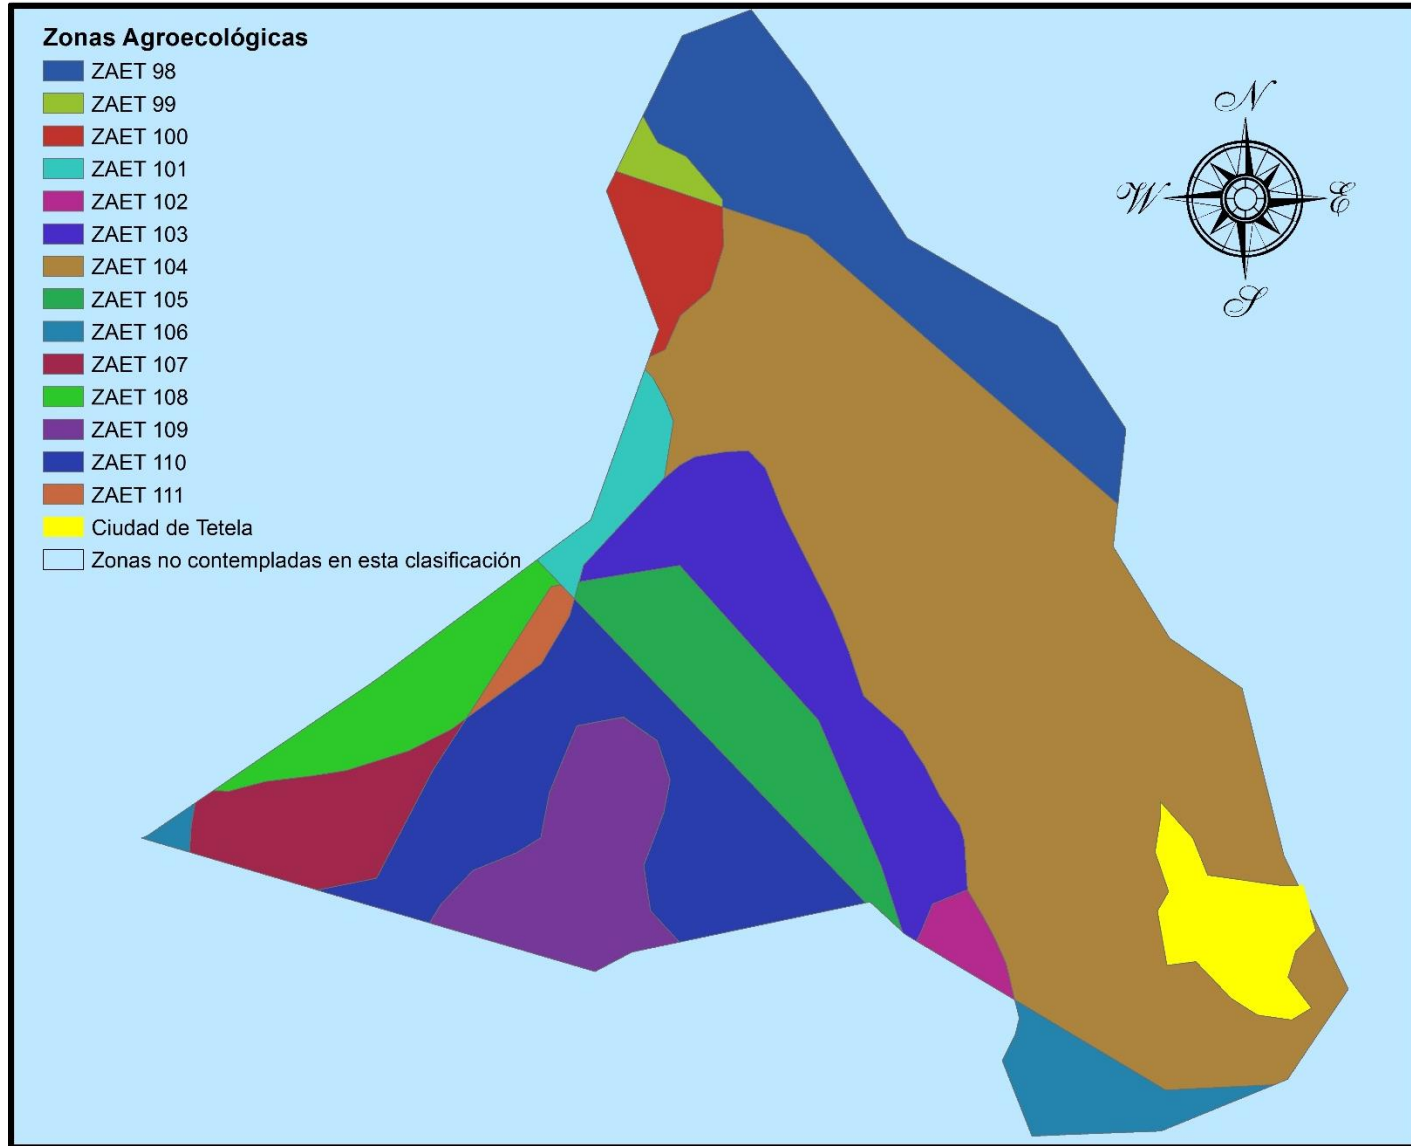 Zonas Agroecológicas
ZAET 98
ZAET 99
ZAET 100
ZAET 101
ZAET 102
ZAET 103
ZAET 104
ZAET 105
ZAET 106
ZAET 107
ZAET 108
ZAET 109
ZAET 110
ZAET 111
Ciudad de Tetela
Zonas no contempladas en esta clasificación
N
W
E
S